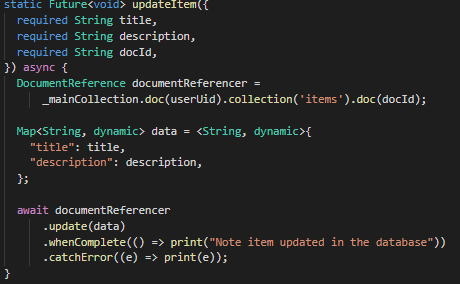 static Future<void> updateItem({
  required String title,
  required String description,
  required String docId,
}) async {
  DocumentReference documentReferencer =
      _mainCollection.doc(userUid).collection('items').doc(docId);

  Map<String, dynamic> data = <String, dynamic>{
    "title": title,
    "description": description,
  };

  await documentReferencer
      .update(data)
      .whenComplete(() => print("Note item updated in the database"))
      .catchError((e) => print(e));
}